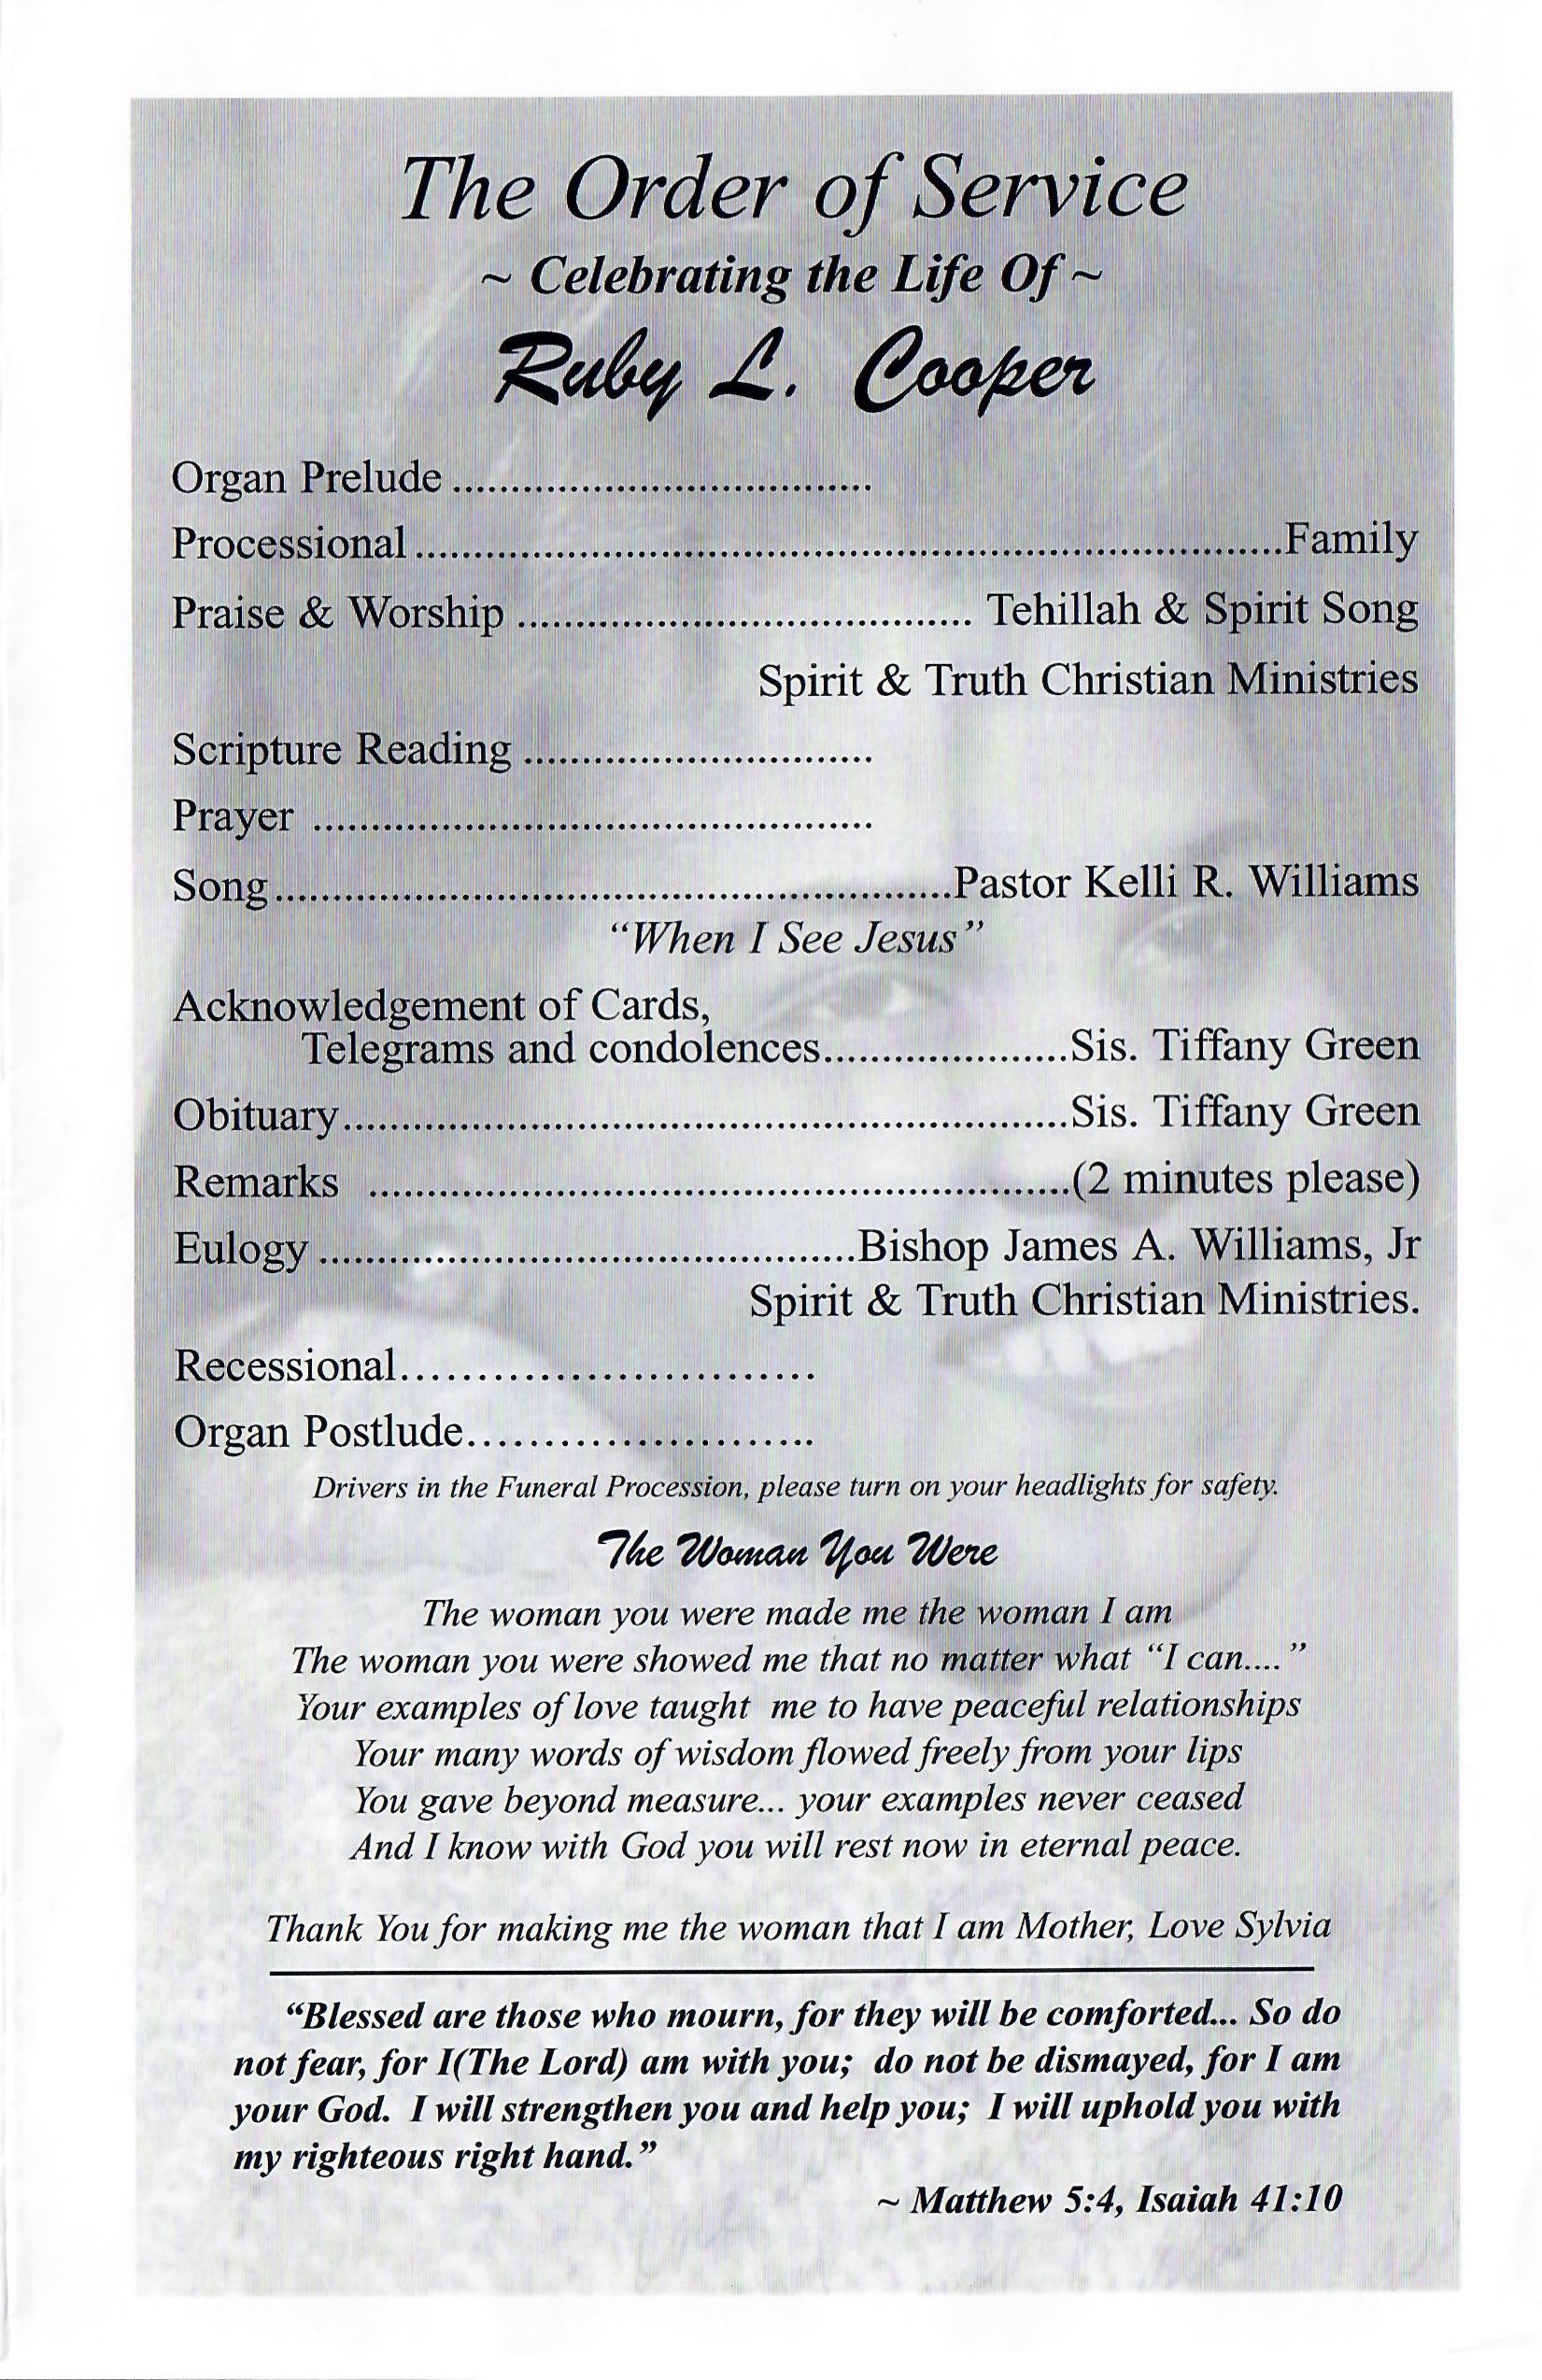 The Order of Service
~ Celebrating the Life Of ~
Ruby L. Cooper
Organ Prelude ....................................
Processional...........................................................................Family
Praise & Worship ....................................... Tehillah & Spirit Song
Spirit & Truth Christian Ministries
Scripture Reading ..............................
Prayer ................................................
Song..........................................................Pastor Kelli R. Williams
“When I See Jesus”
Acknowledgement of Cards,
Telegrams and condolences.....................Sis. Tiffany Green
Obituary..............................................................Sis. Tiffany Green
Remarks ............................................................(2 minutes please)
Eulogy ..............................................Bishop James A. Williams, Jr
Spirit & Truth Christian Ministries.
Recessional...........................
Organ Postlude.......................
Drivers in the Funeral Procession, please turn on your headlights for safety.
The Woman You Were
The woman you were made me the woman I am
The woman you were showed me that no matter what “I can....”
Your examples of love taught me to have peaceful relationships
Your many words of wisdom flowed freely from your lips
You gave beyond measure... your examples never ceased
And I know with God you will rest now in eternal peace.
Thank You for making me the woman that I am Mother, Love Sylvia
“Blessed are those who mourn, for they will be comforted... So do
not fear, for I(The Lord) am with you; do not be dismayed, for I am
your God. I will strengthen you and help you; I will uphold you with
my righteous right hand.”
~ Matthew 5:4, Isaiah 41:10